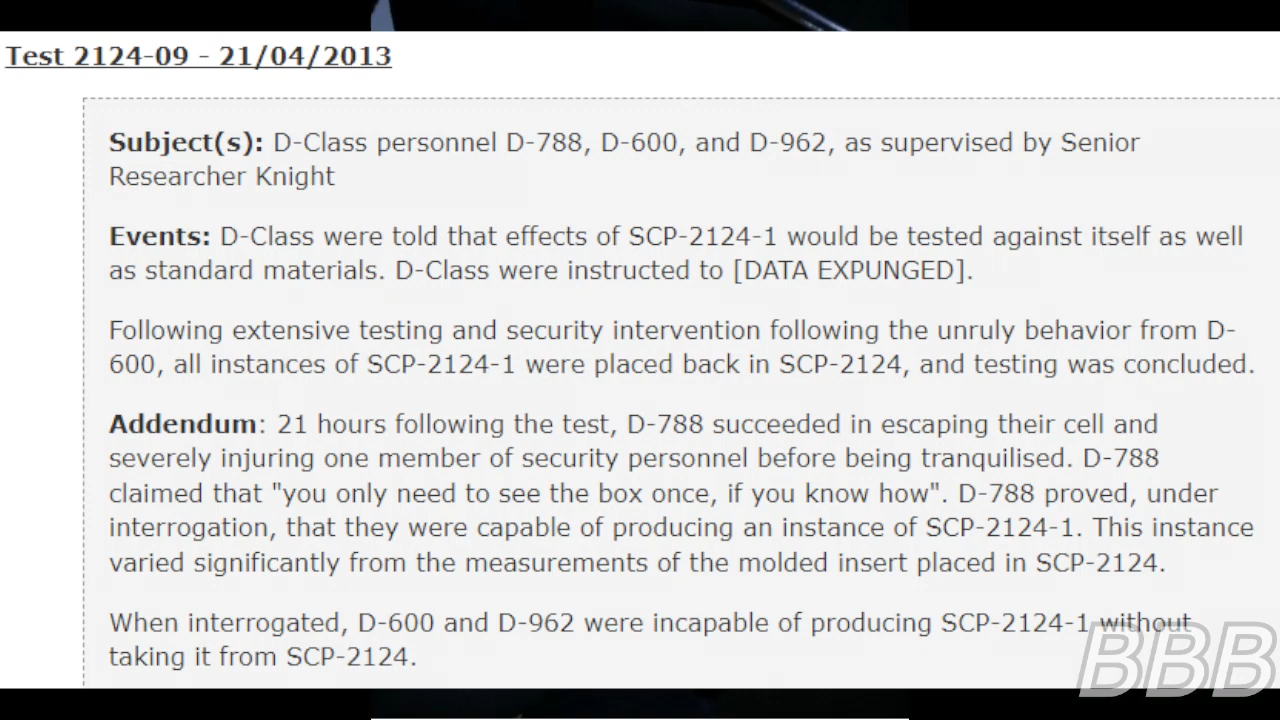 Test 2124-09 - 21/04/2013
Subject(s): D-Class personnel D-788, D-600, and D-962, as supervised by Senior
Researcher Knight
Events: D-Class were told that effects of SCP-2124-1 would be tested against itself as well
as standard materials. D-Class were instructed to [DATA EXPUNGED].
Following extensive testing and security intervention following the unruly behavior from D-
600, all instances of SCP-2124-1 were placed back in SCP-2124, and testing was concluded.
Addendum: 21 hours following the test, D-788 succeeded in escaping their cell and
severely injuring one member of security personnel before being tranquilised. D-788
claimed that "you only need to see the box once, if you know how". D-788 proved, under
interrogation, that they were capable of producing an instance of SCP-2124-1. This instance
varied significantly from the measurements of the molded insert placed in SCP-2124.
When interrogated, D-600 and D-962 were incapable of producing SCP-2124-1 without
taking it from SCP-2124.
BBB